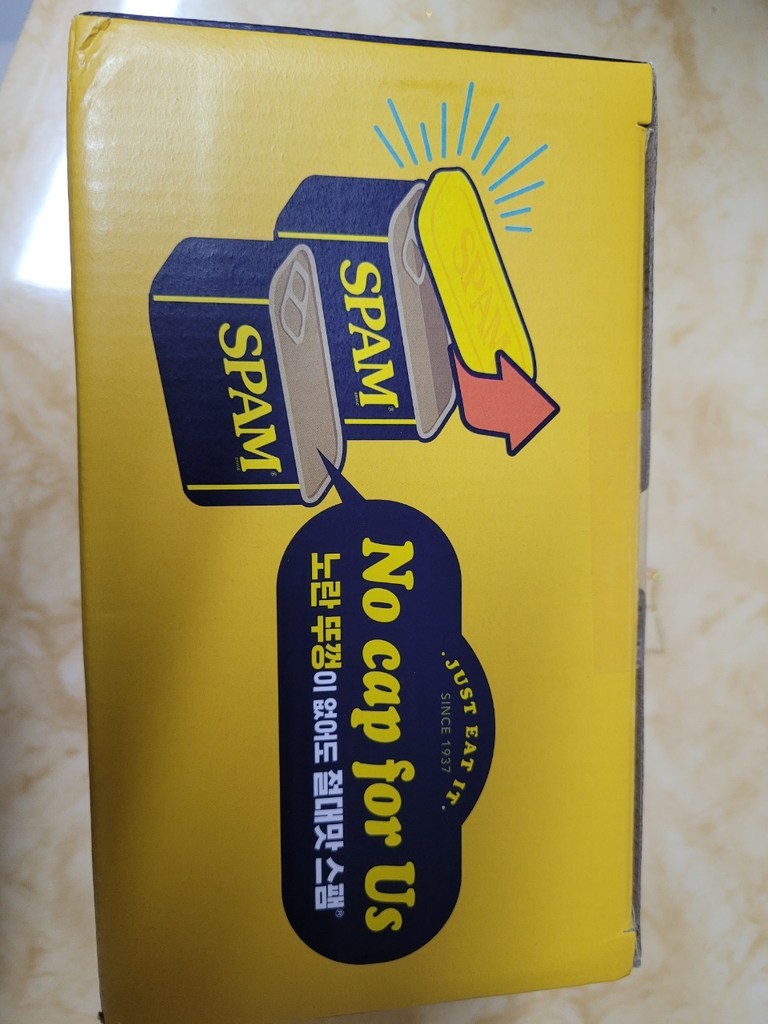 SPAM
SPAM®
SPAM®
·JUST EAT IT·
SINCE 1937
No cap for Us
노란 뚜껑이 없어도 절대맛 스팸®